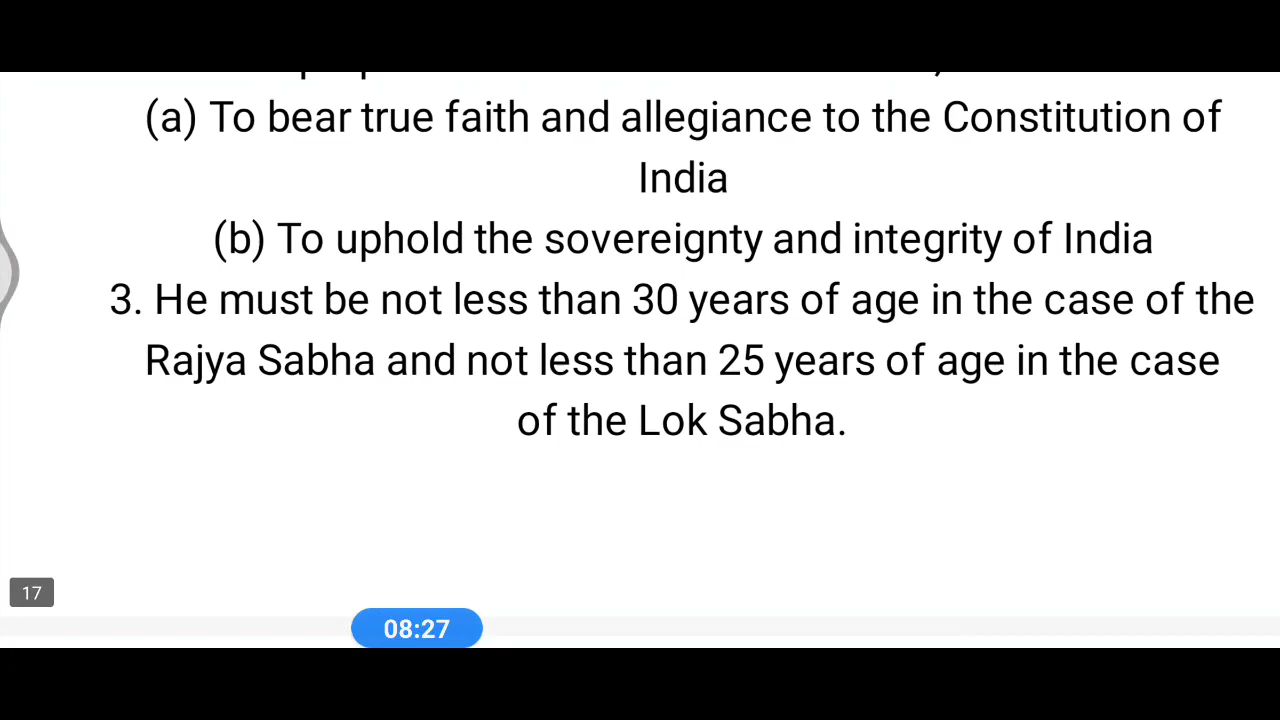 (a) To bear true faith and allegiance to the Constitution of
India
(b) To uphold the sovereignty and integrity of India
3. He must be not less than 30 years of age in the case of the
Rajya Sabha and not less than 25 years of age in the case
of the Lok Sabha.
17
08:27